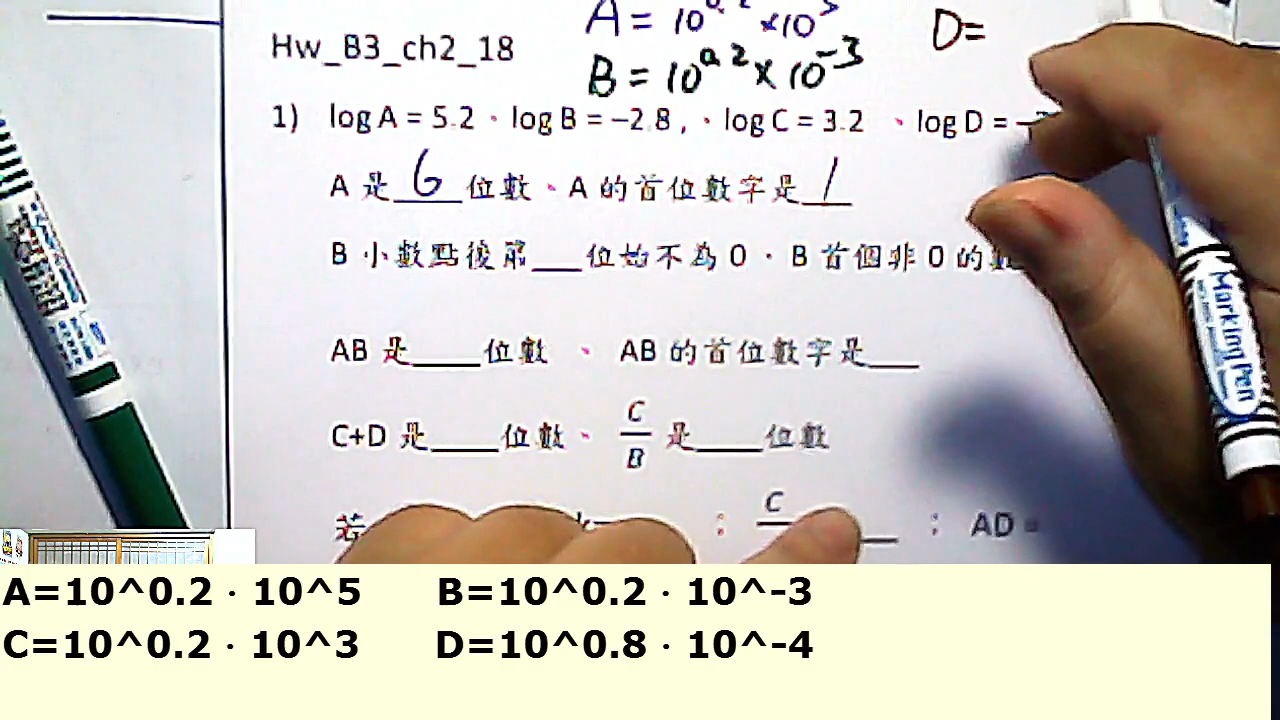 A = 10^0.2 ×10^5
D=
Hw_B3_ch2_18
B = 10^0.2 × 10^-3
1) log A = 5.2、log B = –2.8 ,、log C = 3.2 、log D = –
A 是 6 位數、A 的首位數字是 1
B 小數點後第___位始不為 0、B 首個非 0 的數
AB 是____位數 、 AB 的首位數字是___
C+D 是____位數、 C/B 是____位數
若 ; C ; AD =
Marking Pen
A=10^0.2 · 10^5 B=10^0.2 · 10^-3
C=10^0.2 · 10^3 D=10^0.8 · 10^-4